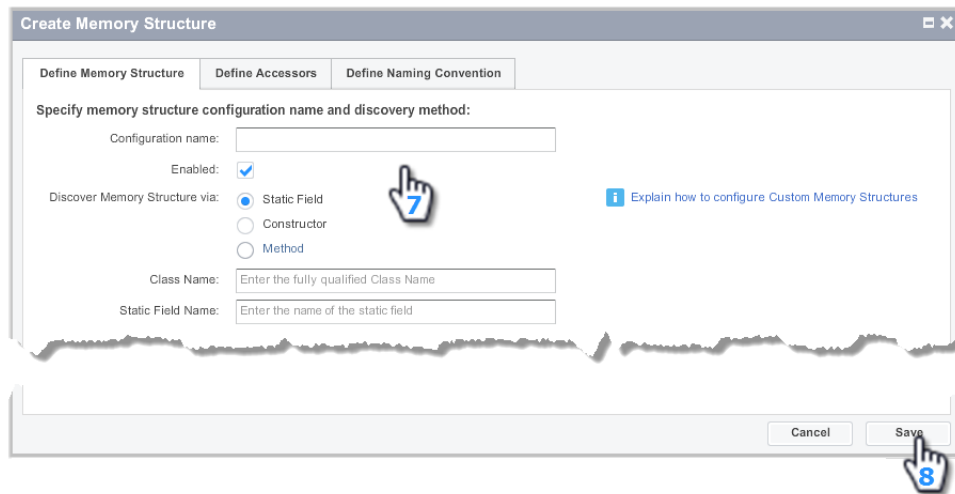 Create Memory Structure
Define Memory Structure Define Accessors Define Naming Convention
Specify memory structure configuration name and discovery method:
Configuration name:
Enabled:
7
Discover Memory Structure via: Static Field
i Explain how to configure Custom Memory Structures
Constructor
Method
Class Name: Enter the fully qualified Class Name
Static Field Name: Enter the name of the static field
Cancel Save
8